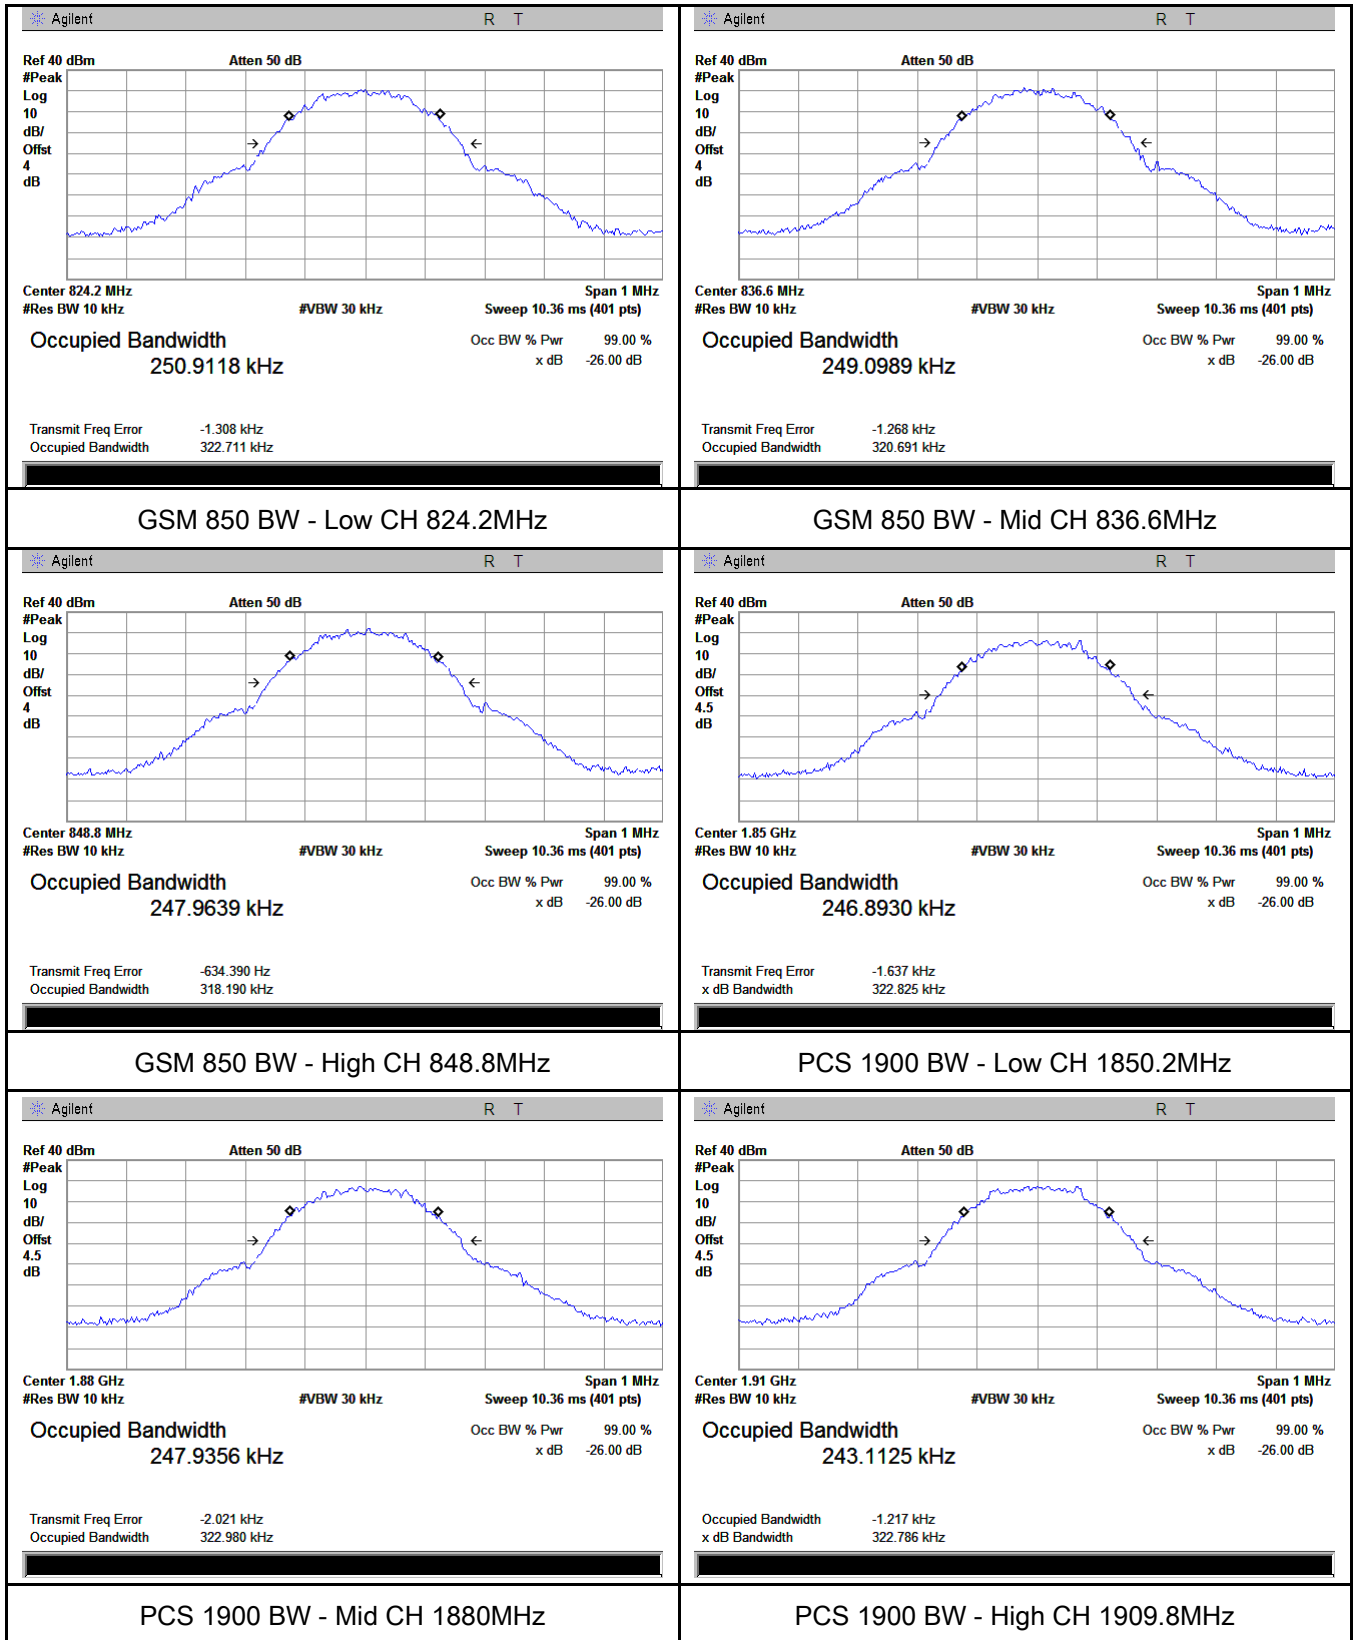 Agilent R T
Ref 40 dBm Atten 50 dB
#Peak
Log
10
dB/
Offst
4
dB
Center 824.2 MHz Span 1 MHz
#Res BW 10 kHz #VBW 30 kHz Sweep 10.36 ms (401 pts)
Occupied Bandwidth Occ BW % Pwr 99.00 %
250.9118 kHz x dB -26.00 dB
Transmit Freq Error -1.308 kHz
Occupied Bandwidth 322.711 kHz
GSM 850 BW - Low CH 824.2MHz
Agilent R T
Ref 40 dBm Atten 50 dB
#Peak
Log
10
dB/
Offst
4
dB
Center 836.6 MHz Span 1 MHz
#Res BW 10 kHz #VBW 30 kHz Sweep 10.36 ms (401 pts)
Occupied Bandwidth Occ BW % Pwr 99.00 %
249.0989 kHz x dB -26.00 dB
Transmit Freq Error -1.268 kHz
Occupied Bandwidth 320.691 kHz
GSM 850 BW - Mid CH 836.6MHz
Agilent R T
Ref 40 dBm Atten 50 dB
#Peak
Log
10
dB/
Offst
4
dB
Center 848.8 MHz Span 1 MHz
#Res BW 10 kHz #VBW 30 kHz Sweep 10.36 ms (401 pts)
Occupied Bandwidth Occ BW % Pwr 99.00 %
247.9639 kHz x dB -26.00 dB
Transmit Freq Error -634.390 Hz
Occupied Bandwidth 318.190 kHz
GSM 850 BW - High CH 848.8MHz
Agilent R T
Ref 40 dBm Atten 50 dB
#Peak
Log
10
dB/
Offst
4.5
dB
Center 1.85 GHz Span 1 MHz
#Res BW 10 kHz #VBW 30 kHz Sweep 10.36 ms (401 pts)
Occupied Bandwidth Occ BW % Pwr 99.00 %
246.8930 kHz x dB -26.00 dB
Transmit Freq Error -1.637 kHz
x dB Bandwidth 322.825 kHz
PCS 1900 BW - Low CH 1850.2MHz
Agilent R T
Ref 40 dBm Atten 50 dB
#Peak
Log
10
dB/
Offst
4.5
dB
Center 1.88 GHz Span 1 MHz
#Res BW 10 kHz #VBW 30 kHz Sweep 10.36 ms (401 pts)
Occupied Bandwidth Occ BW % Pwr 99.00 %
247.9356 kHz x dB -26.00 dB
Transmit Freq Error -2.021 kHz
Occupied Bandwidth 322.980 kHz
PCS 1900 BW - Mid CH 1880MHz
Agilent R T
Ref 40 dBm Atten 50 dB
#Peak
Log
10
dB/
Offst
4.5
dB
Center 1.91 GHz Span 1 MHz
#Res BW 10 kHz #VBW 30 kHz Sweep 10.36 ms (401 pts)
Occupied Bandwidth Occ BW % Pwr 99.00 %
243.1125 kHz x dB -26.00 dB
Occupied Bandwidth -1.217 kHz
x dB Bandwidth 322.786 kHz
PCS 1900 BW - High CH 1909.8MHz